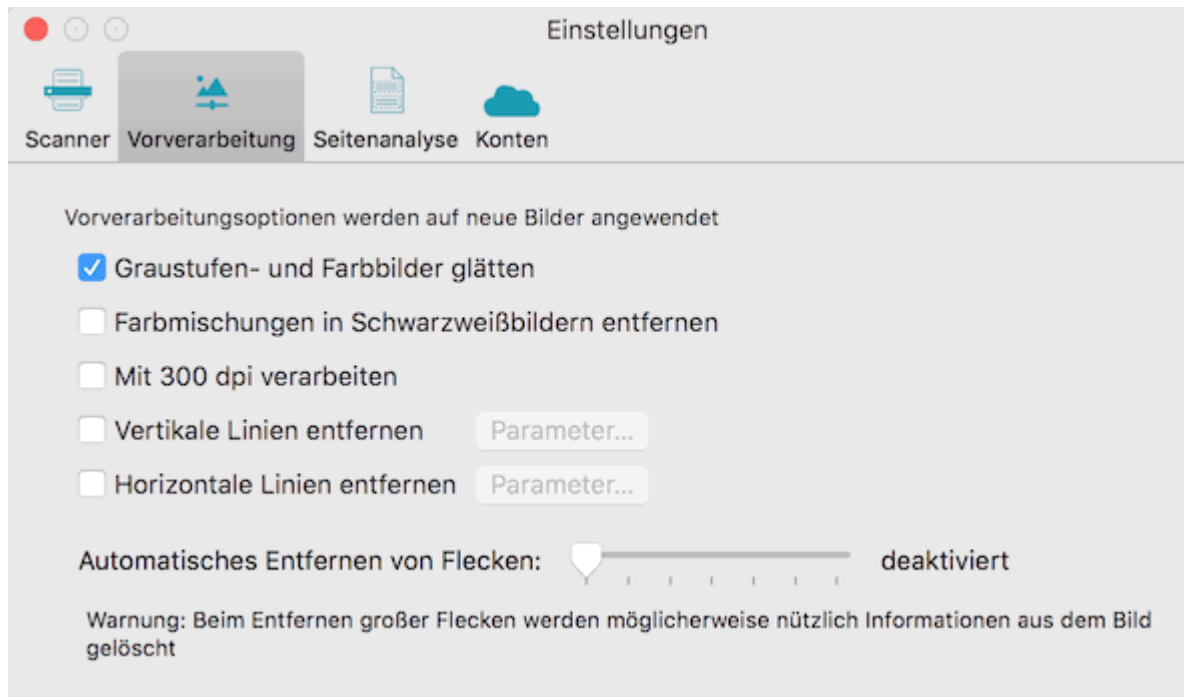 Einstellungen
Scanner Vorverarbeitung Seitenanalyse Konten
Vorverarbeitungsoptionen werden auf neue Bilder angewendet
Graustufen- und Farbbilder glätten
Farbmischungen in Schwarzweißbildern entfernen
Mit 300 dpi verarbeiten
Vertikale Linien entfernen Parameter...
Horizontale Linien entfernen Parameter...
Automatisches Entfernen von Flecken: deaktiviert
Warnung: Beim Entfernen großer Flecken werden möglicherweise nützlich Informationen aus dem Bild
gelöscht